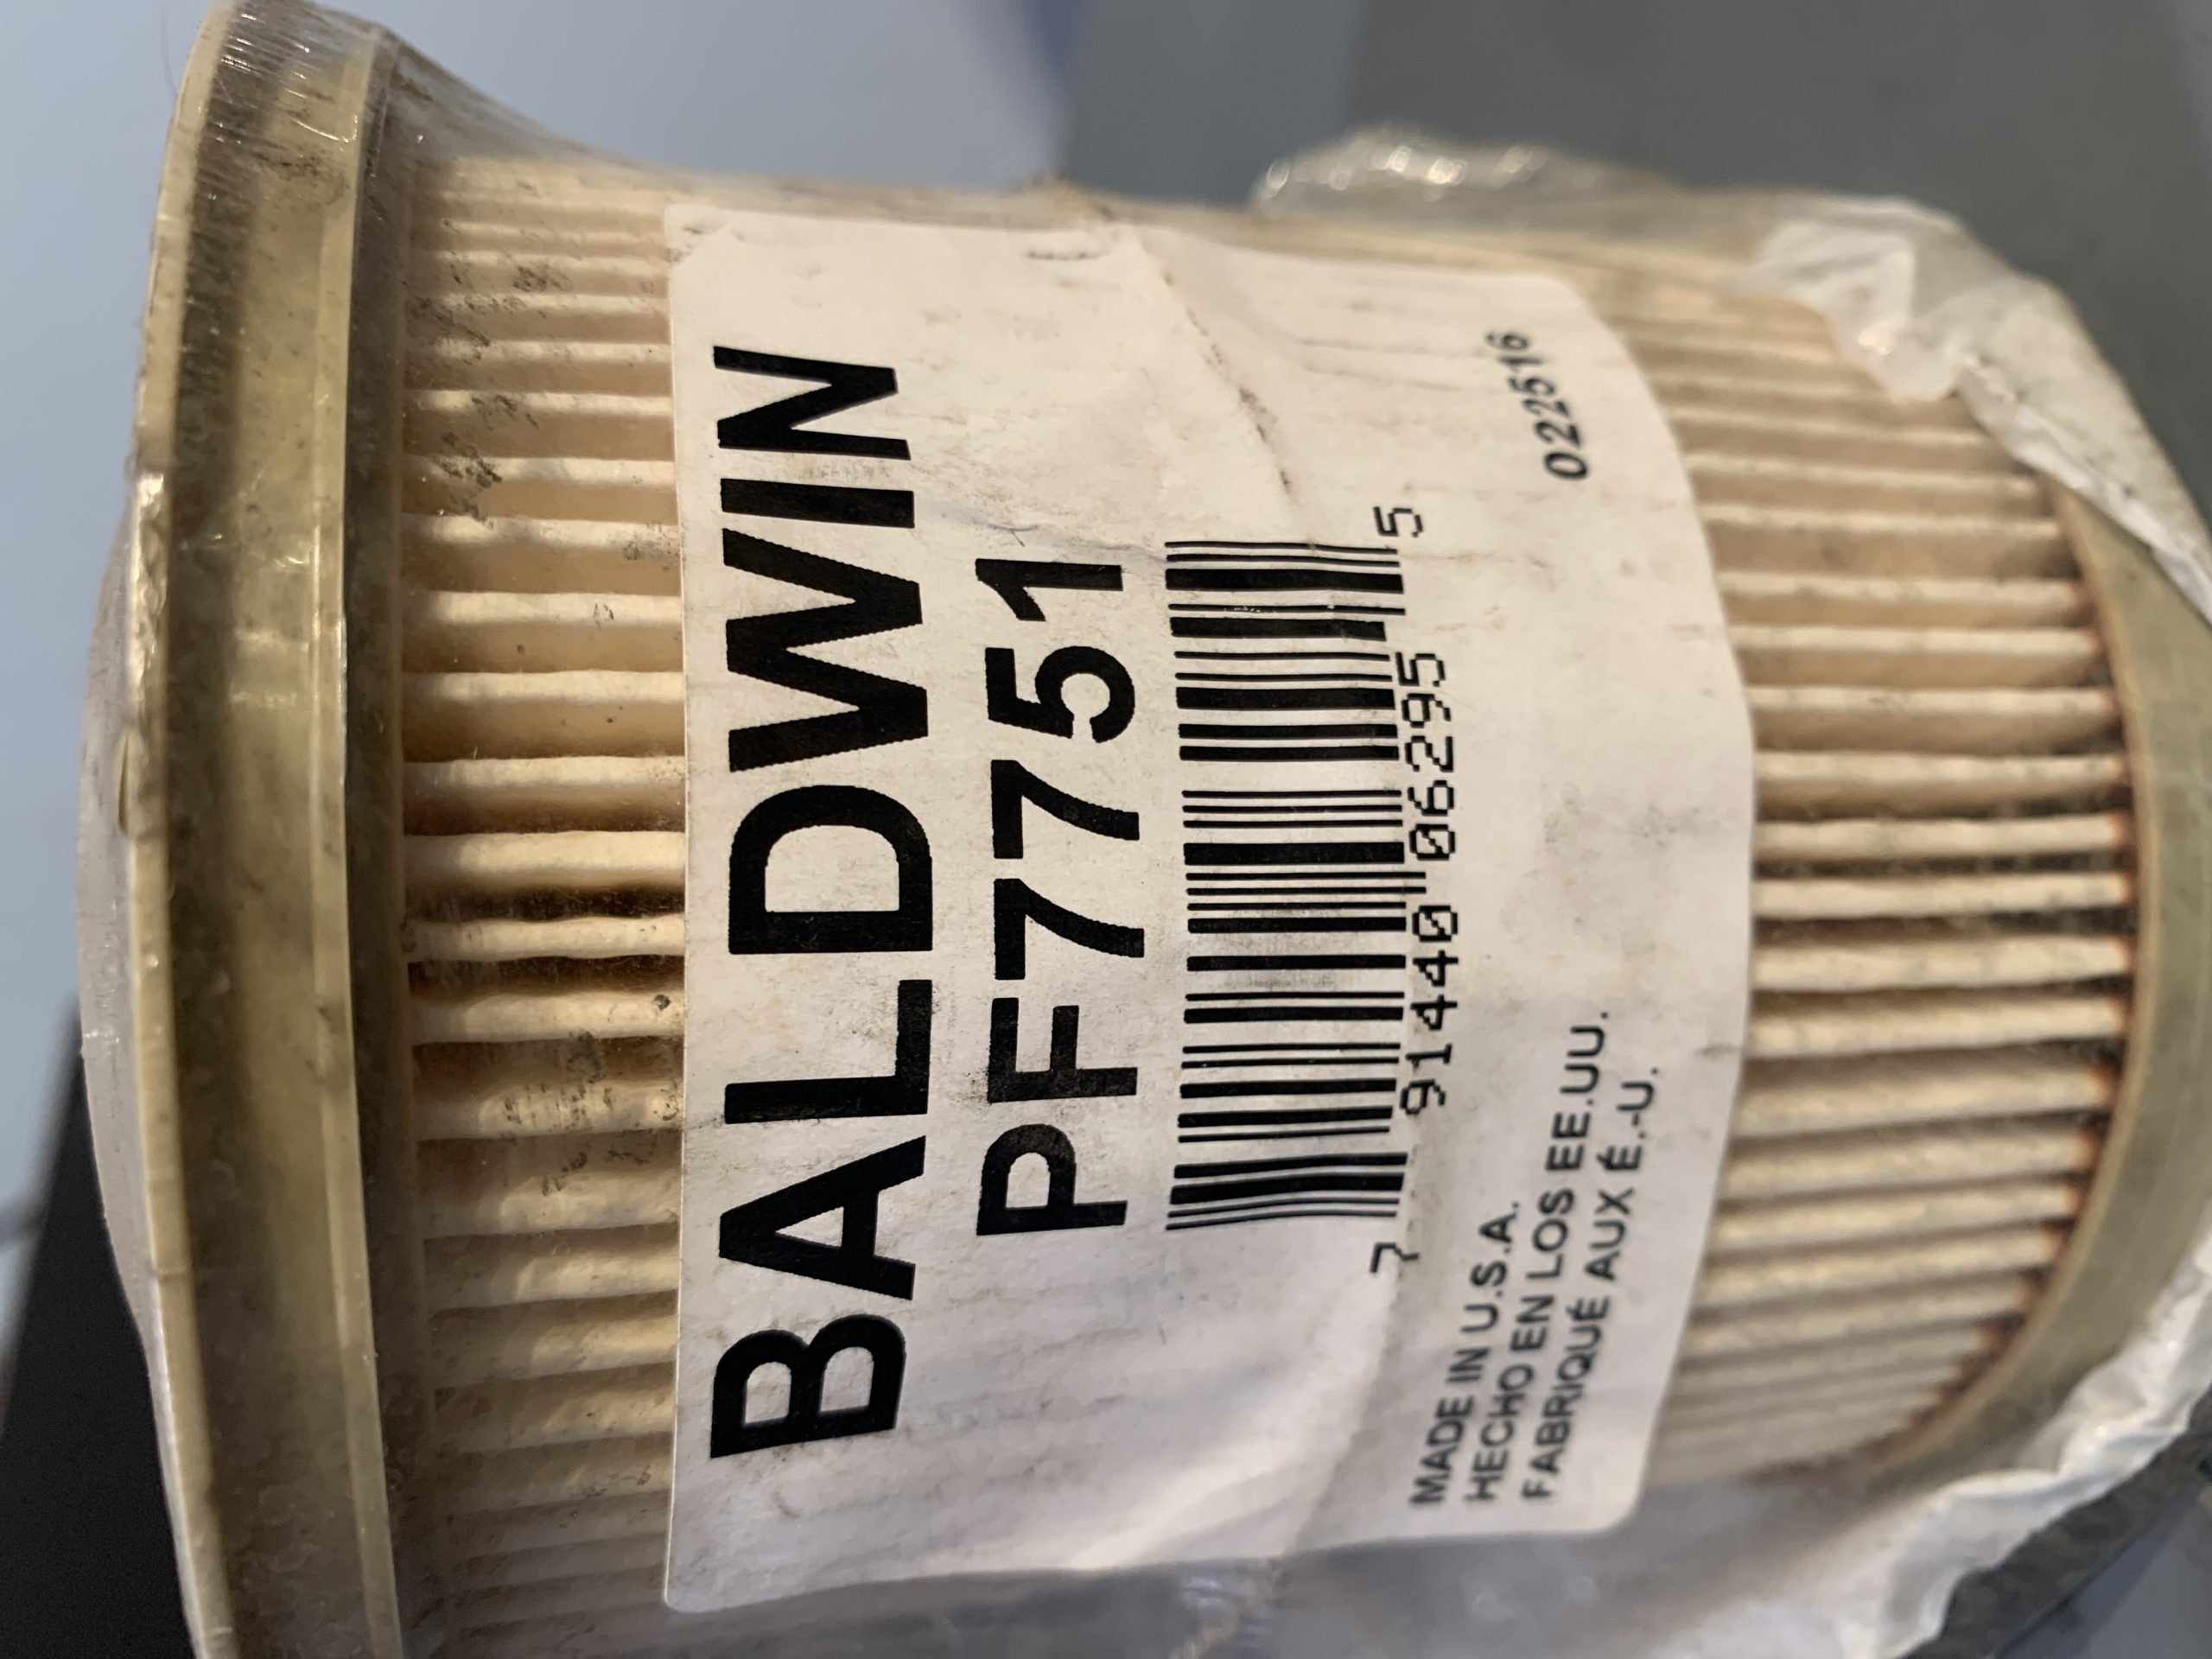 BALDWIN
PF7751
7 91440 06295 5
022516
MADE IN U.S.A.
HECHO EN LOS EE.UU.
FABRIQUÉ AUX É.-U.